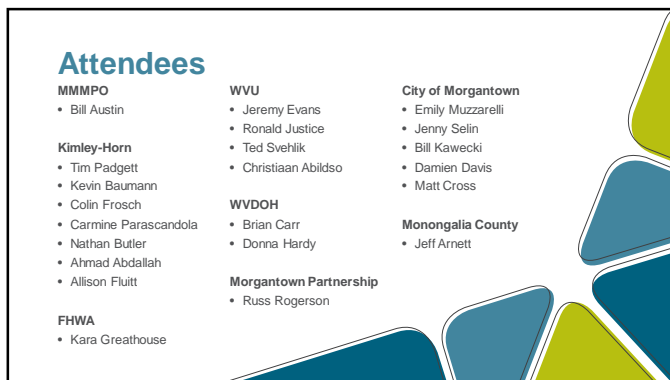 Attendees
MMMPO
• Bill Austin
Kimley-Horn
• Tim Padgett
• Kevin Baumann
• Colin Frosch
• Carmine Parascandola
• Nathan Butler
• Ahmad Abdallah
• Allison Fluitt
FHWA
• Kara Greathouse
WVU
• Jeremy Evans
• Ronald Justice
• Ted Svehlik
• Christiaan Abildso
WVDOH
• Brian Carr
• Donna Hardy
Morgantown Partnership
• Russ Rogerson
City of Morgantown
• Emily Muzzarelli
• Jenny Selin
• Bill Kawecki
• Damien Davis
• Matt Cross
Monongalia County
• Jeff Arnett